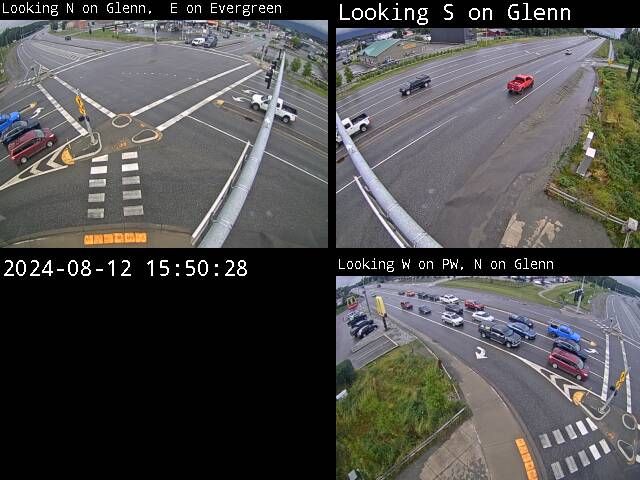 Looking N on Glenn, E on Evergreen
Looking S on Glenn
2024-08-12 15:50:28
Looking W on PW, N on Glenn